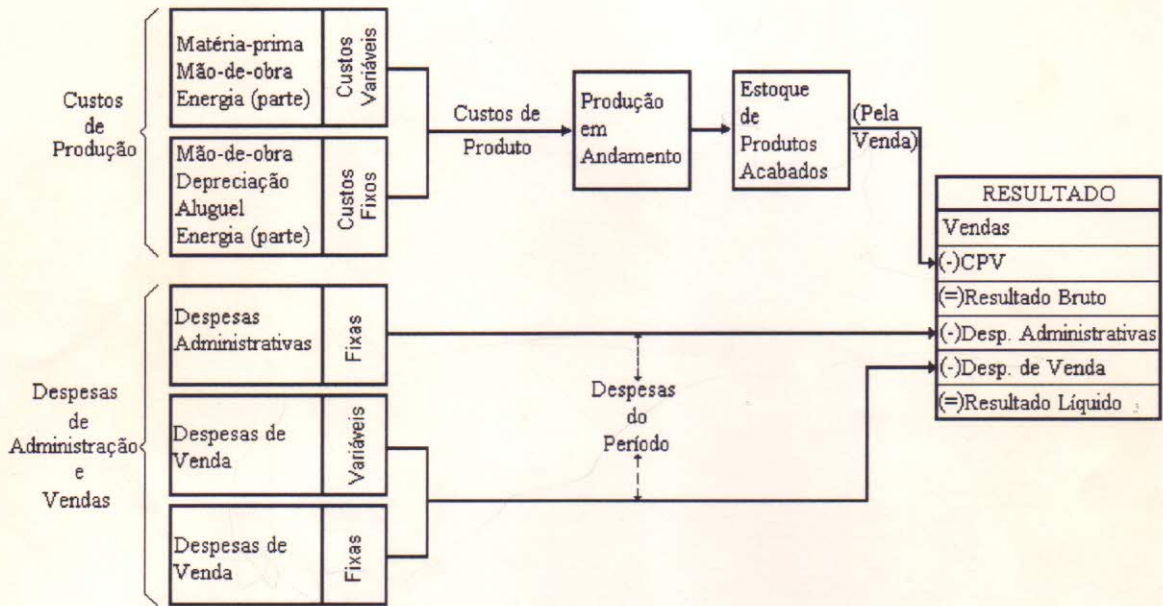 Custos
de
Produção
Matéria-prima
Mão-de-obra
Energia (parte)
Custos
Variáveis
Mão-de-obra
Depreciação
Aluguel
Energia (parte)
Custos
Fixos
Custos de
Produto
Produção
em
Andamento
Estoque
de
Produtos
Acabados
(Pela
Venda)
RESULTADO
Vendas
(-)CPV
(=)Resultado Bruto
(-)Desp. Administrativas
(-)Desp. de Venda
(=)Resultado Líquido
Despesas
de
Administração
e
Vendas
Despesas
Administrativas
Fixas
Despesas de
Venda
Variáveis
Despesas de
Venda
Fixas
Despesas
do
Período